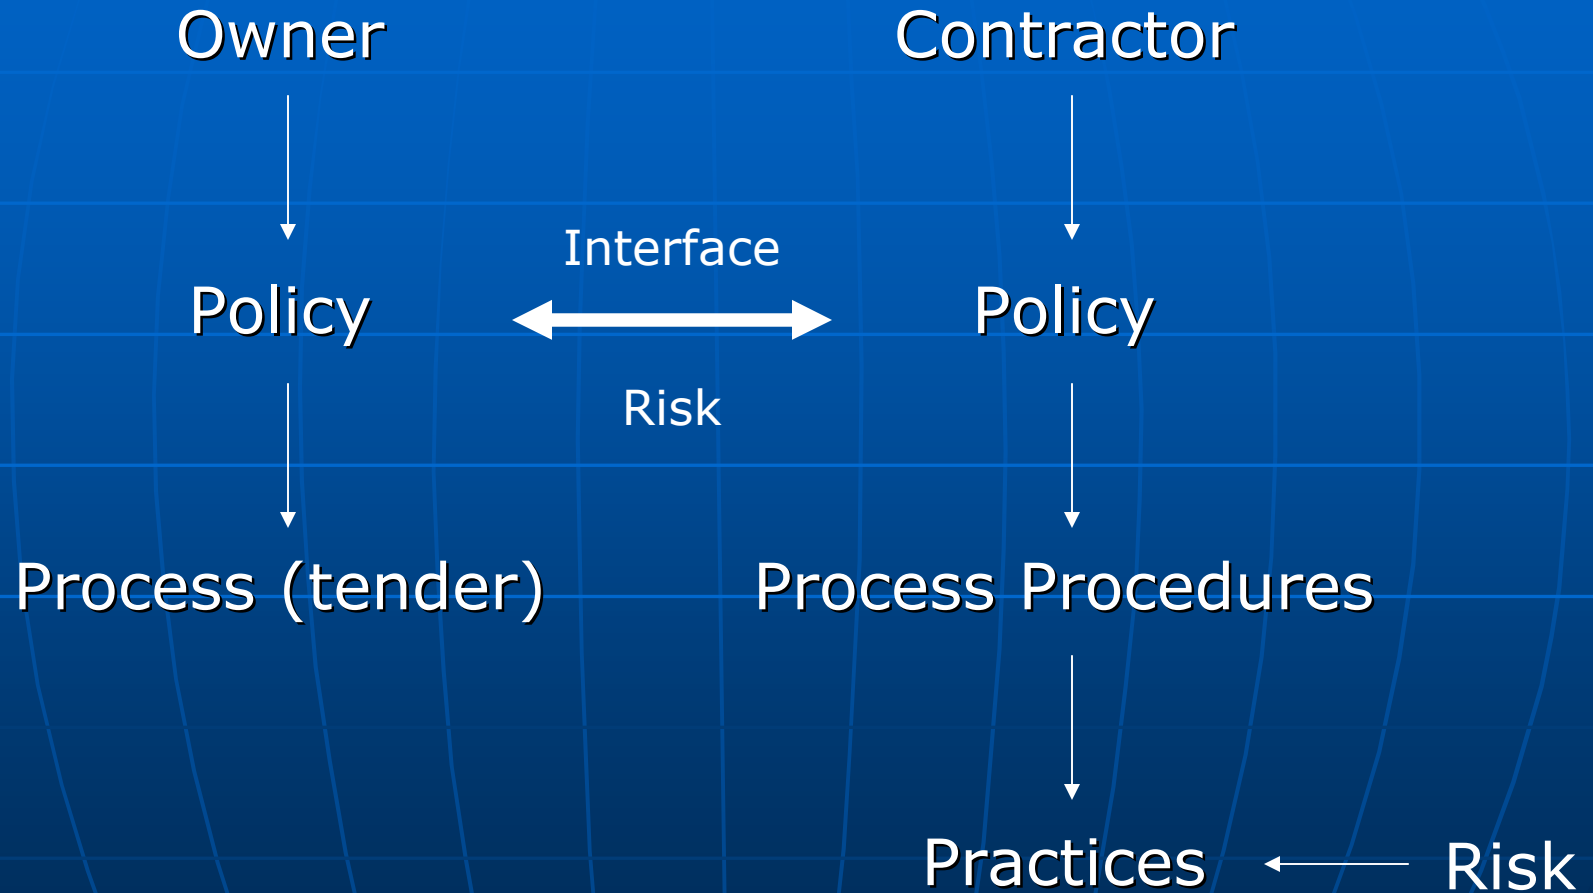 Owner
Contractor
Interface
Policy
Policy
Risk
Process (tender)
Process Procedures
Practices
Risk